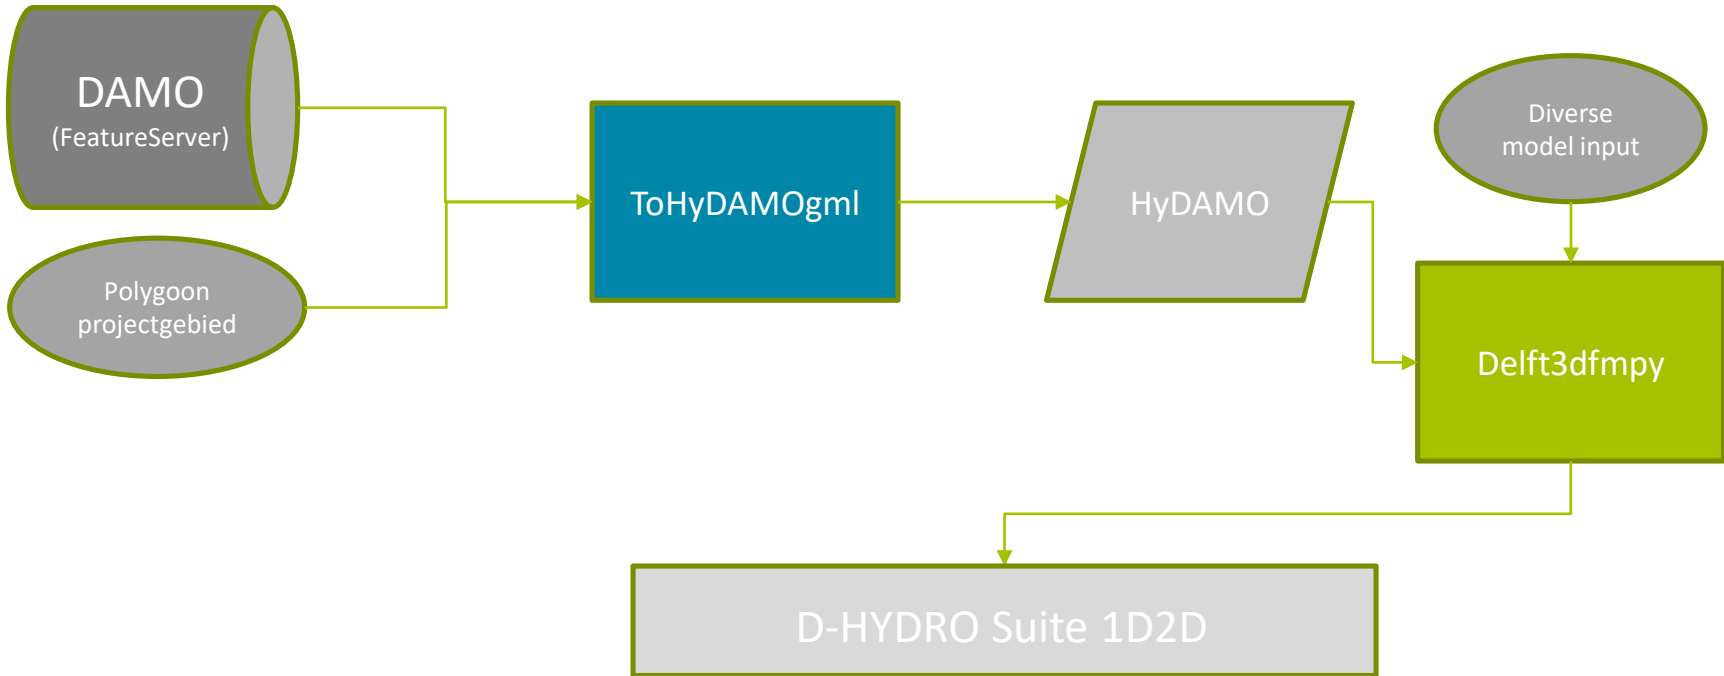 DAMO
(FeatureServer)
Polygoon
projectgebied
ToHyDAMOgml
HyDAMO
Diverse
model input
Delft3dfmpy
D-HYDRO Suite 1D2D